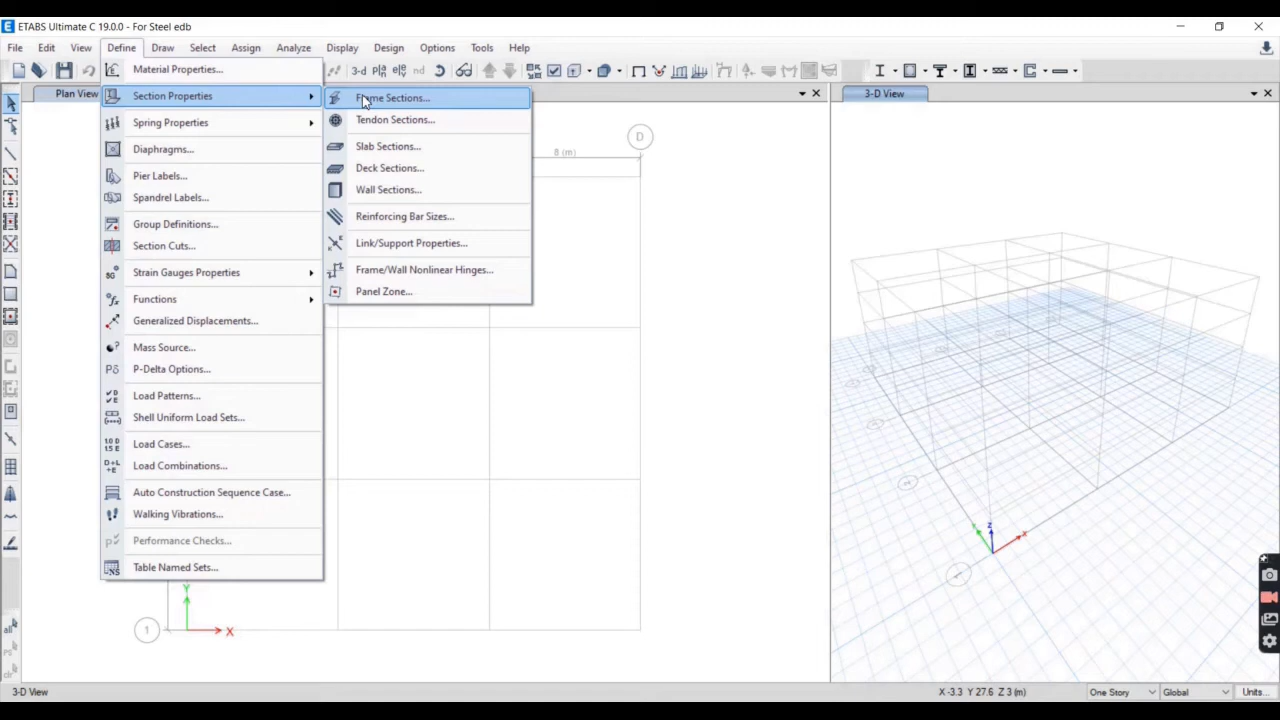 ETABS Ultimate C 19.0.0 - For Steel edb
File Edit View Define Draw Select Assign Analyze Display Design Options Tools Help
3-d
nd
Plan View
3-D View
Material Properties...
Section Properties
Spring Properties
Diaphragms...
Pier Labels...
Spandrel Labels...
Group Definitions...
Section Cuts...
Strain Gauges Properties
Functions
Generalized Displacements...
Mass Source...
P-Delta Options...
Load Patterns...
Shell Uniform Load Sets...
Load Cases...
Load Combinations...
Auto Construction Sequence Case...
Walking Vibrations...
Performance Checks...
Table Named Sets...
Frame Sections...
Tendon Sections...
Slab Sections...
Deck Sections...
Wall Sections...
Reinforcing Bar Sizes...
Link/Support Properties...
Frame/Wall Nonlinear Hinges...
Panel Zone...
D
8 (m)
1
Y
X
Z
X
all
3-D View
X -3.3 Y 27.6 Z 3 (m)
One Story
Global
Units...